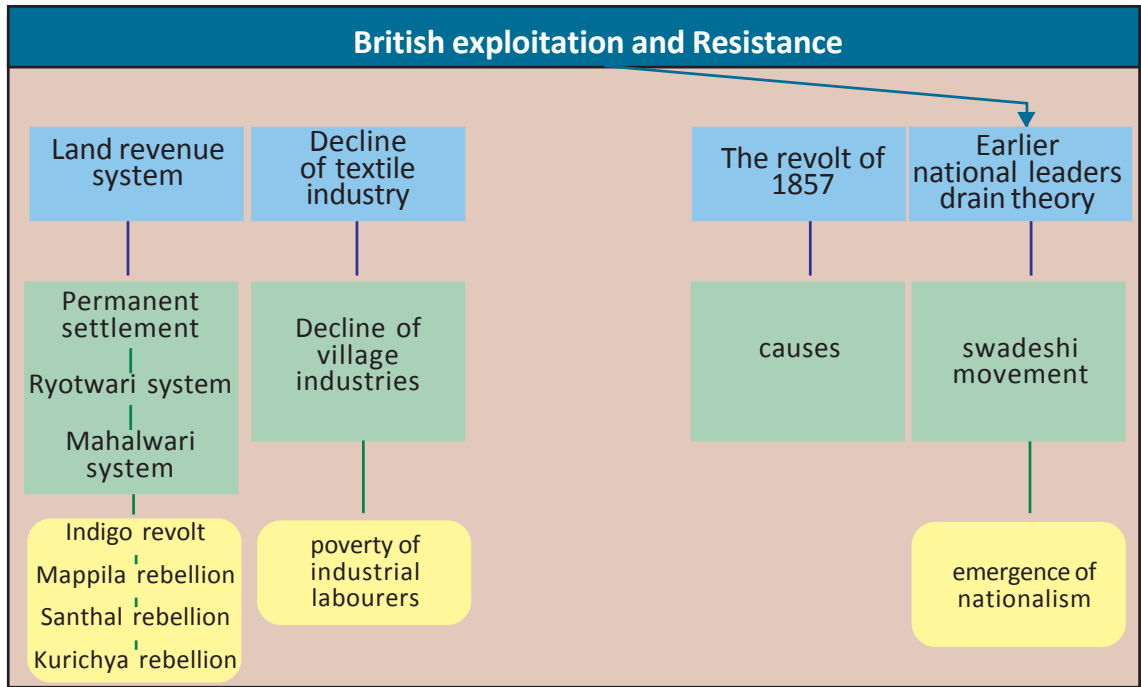 British exploitation and Resistance
Land revenue
system
Permanent
settlement
Ryotwari system
Mahalwari
system
Indigo revolt
Mappila rebellion
Santhal rebellion
Kurichya rebellion
Decline
of textile
industry
Decline of
village
industries
poverty of
industrial
labourers
The revolt of
1857
causes
Earlier
national leaders
drain theory
swadeshi
movement
emergence of
nationalism